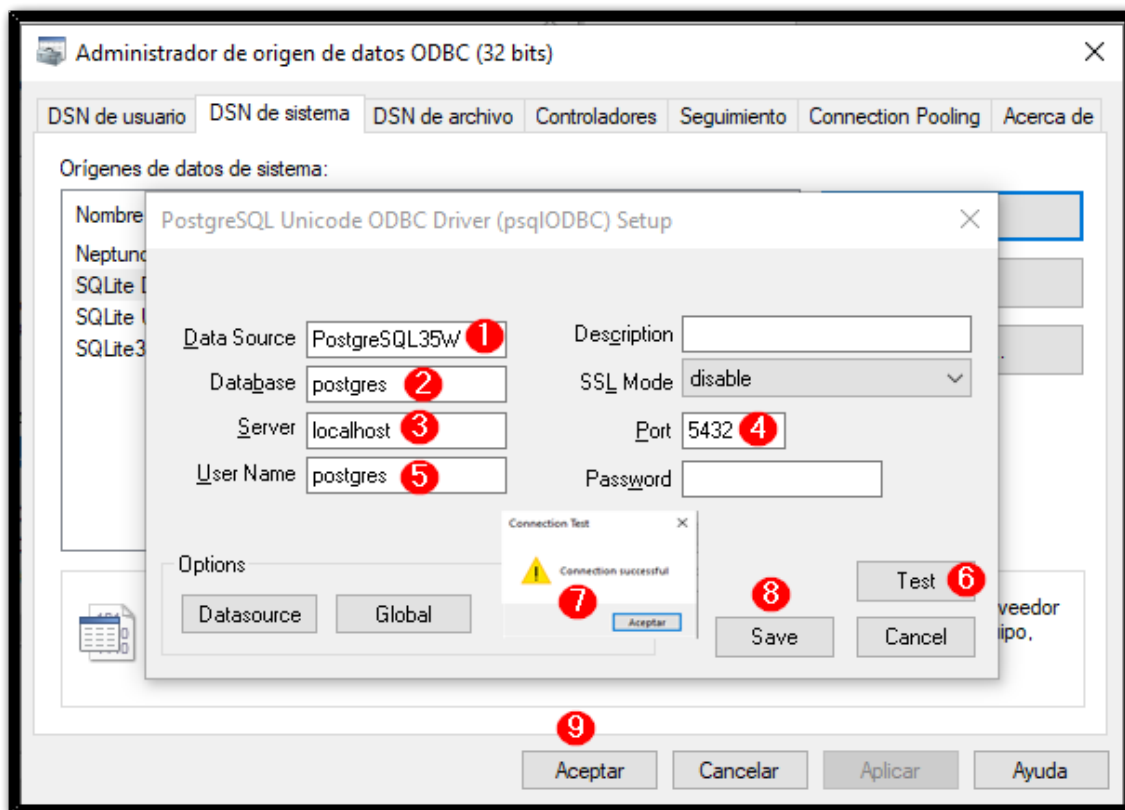 Administrador de origen de datos ODBC (32 bits)
DSN de usuario DSN de sistema DSN de archivo Controladores Seguimiento Connection Pooling Acerca de
Orígenes de datos de sistema:
Nombre
SQLite
SQLite
SQLite3
PostgreSQL Unicode ODBC Driver (psqlODBC) Setup
Data Source PostgreSQL35W 1 Description
Database postgres 2 SSL Mode disable
Server localhost 3 Port 5432 4
User Name postgres 5 Password
Connection Test
Connection successful
7
Aceptar
Options
Datasource Global
Test 6
8
Save Cancel
9
Aceptar Cancelar Aplicar Ayuda